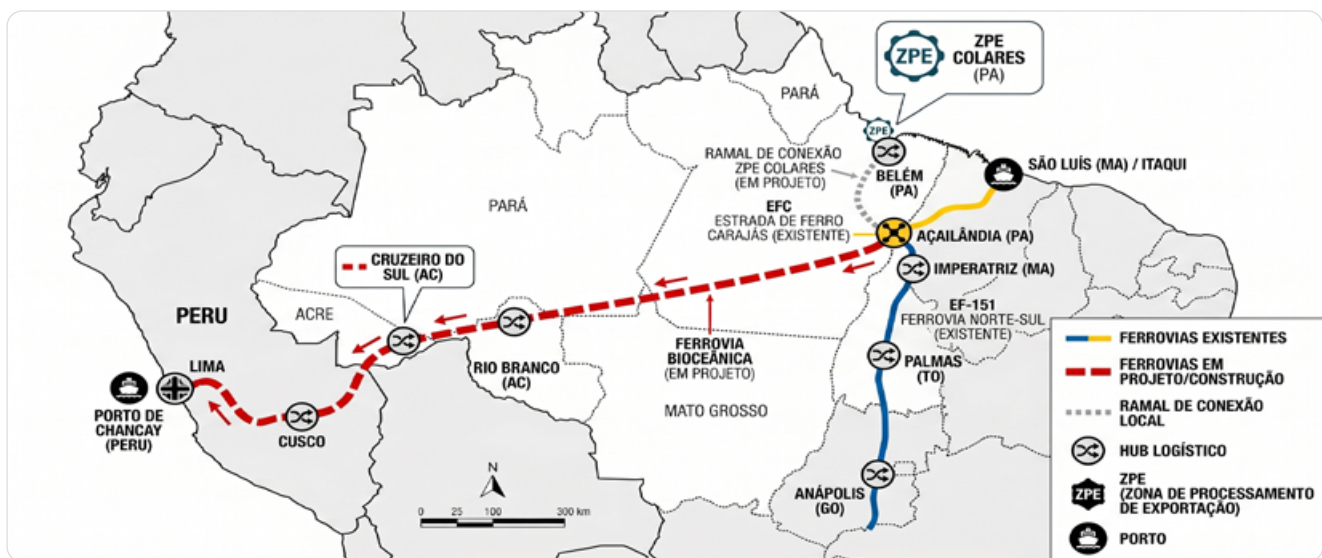 ZPE
ZPE
COLARES
(PA)
PARÁ
ZPE
RAMAL DE CONEXÃO
ZPE COLARES
(EM PROJETO)
BELÉM
(PA)
SÃO LUÍS (MA) / ITAQUI
PARÁ
EFC
ESTRADA DE FERRO
CARAJÁS (EXISTENTE)
AÇAILÂNDIA (PA)
IMPERATRIZ (MA)
CRUZEIRO DO
SUL (AC)
ACRE
PERU
EF-151
FERROVIA NORTE-SUL
(EXISTENTE)
FERROVIA
BIOCEÂNICA
(EM PROJETO)
RIO BRANCO
(AC)
PALMAS
(TO)
LIMA
PORTO DE
CHANCAY
(PERU)
CUSCO
MATO GROSSO
ANÁPOLIS
(GO)
N
0 25 100 300 km
FERROVIAS EXISTENTES
FERROVIAS EM
PROJETO/CONSTRUÇÃO
RAMAL DE CONEXÃO
LOCAL
HUB LOGÍSTICO
ZPE
ZPE
(ZONA DE PROCESSAMENTO
DE EXPORTAÇÃO)
PORTO